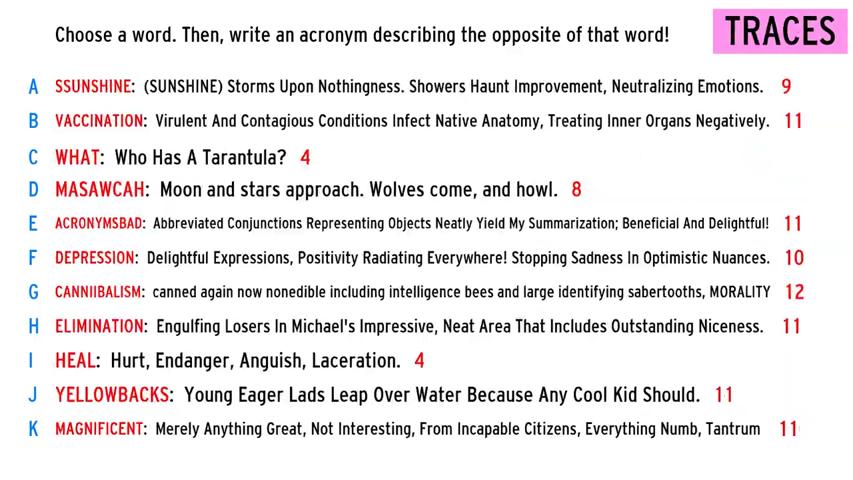 Choose a word. Then, write an acronym describing the opposite of that word!
TRACES
A SSUNSHINE: (SUNSHINE) Storms Upon Nothingness. Showers Haunt Improvement, Neutralizing Emotions. 9
B VACCINATION: Virulent And Contagious Conditions Infect Native Anatomy, Treating Inner Organs Negatively. 11
C WHAT: Who Has A Tarantula? 4
D MASAWCAH: Moon and stars approach. Wolves come, and howl. 8
E ACRONYMSBAD: Abbreviated Conjunctions Representing Objects Neatly Yield My Summarization; Beneficial And Delightful! 11
F DEPRESSION: Delightful Expressions, Positivity Radiating Everywhere! Stopping Sadness In Optimistic Nuances. 10
G CANNIIBALISM: canned again now nonedible including intelligence bees and large identifying sabertooths, MORALITY 12
H ELIMINATION: Engulfing Losers In Michael's Impressive, Neat Area That Includes Outstanding Niceness. 11
I HEAL: Hurt, Endanger, Anguish, Laceration. 4
J YELLOWBACKS: Young Eager Lads Leap Over Water Because Any Cool Kid Should. 11
K MAGNIFICENT: Merely Anything Great, Not Interesting, From Incapable Citizens, Everything Numb, Tantrum 11